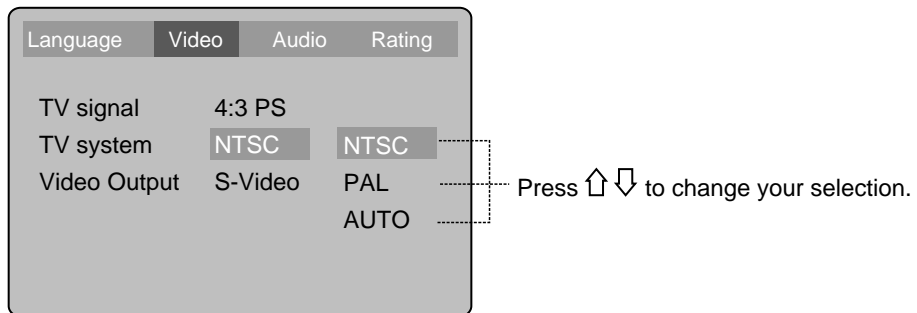 Language Video Audio Rating
TV signal 4:3 PS
TV system NTSC NTSC
Video Output S-Video PAL
AUTO
Press ⇧ ⇩ to change your selection.